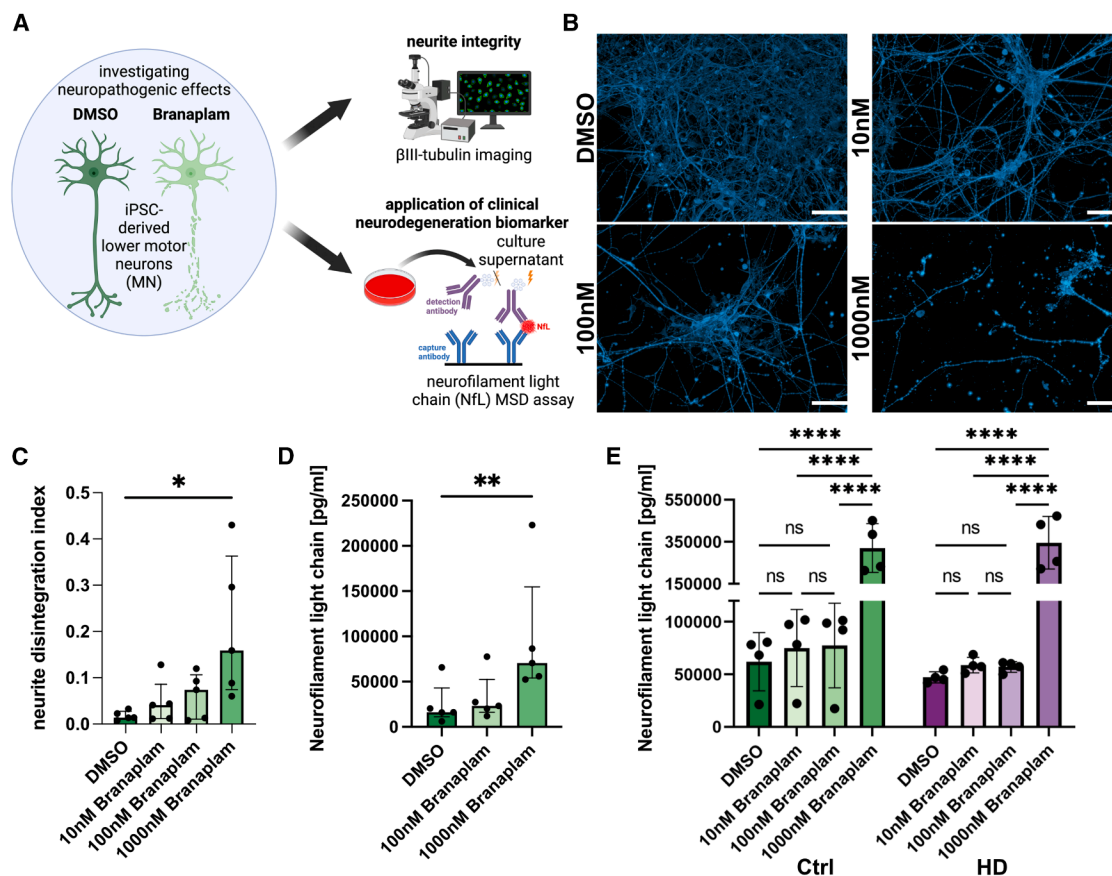 A
investigating
neuropathogenic effects
DMSO Branaplam
iPSC-
derived
lower motor
neurons
(MN)
neurite integrity
βIII-tubulin imaging
application of clinical
neurodegeneration biomarker
culture
supernatant
detection
antibody
NfL
capture
antibody
neurofilament light
chain (NfL) MSD assay
B
DMSO
10nM
100nM
1000nM
C
neurite disintegration index
0.5
0.4
0.3
0.2
0.1
0.0
*
DMSO
10nM Branaplam
100nM Branaplam
1000nM Branaplam
D
Neurofilament light chain [pg/ml]
250000
200000
150000
100000
50000
0
**
DMSO
100nM Branaplam
1000nM Branaplam
E
Neurofilament light chain [pg/ml]
550000
350000
150000
100000
50000
0
**** ****
**** ****
**** ****
ns ns
ns ns ns ns
DMSO
10nM Branaplam
100nM Branaplam
1000nM Branaplam
DMSO
10nM Branaplam
100nM Branaplam
1000nM Branaplam
Ctrl HD